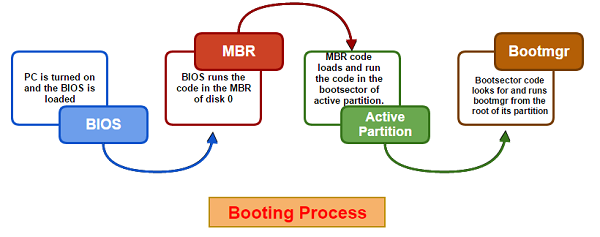 PC is turned on
and the BIOS is
loaded
BIOS
MBR
BIOS runs the
code in the MBR
of disk 0
MBR code
loads and run
the code in the
bootsector of
active partition.
Active
Partition
Bootmgr
Bootsector code
looks for and runs
bootmgr from the
root of its partition
Booting Process